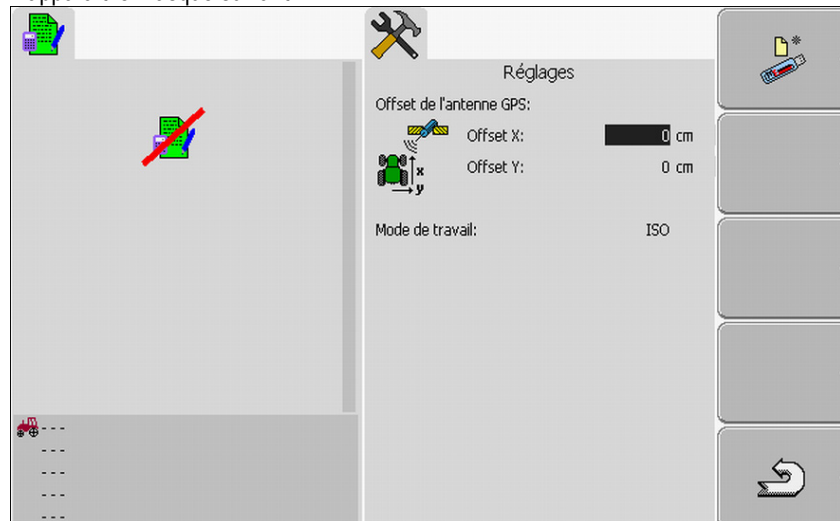 Réglages
Offset de l'antenne GPS:
Offset X: 0 cm
Offset Y: 0 cm
x
y
Mode de travail: ISO
---
---
---
---
---